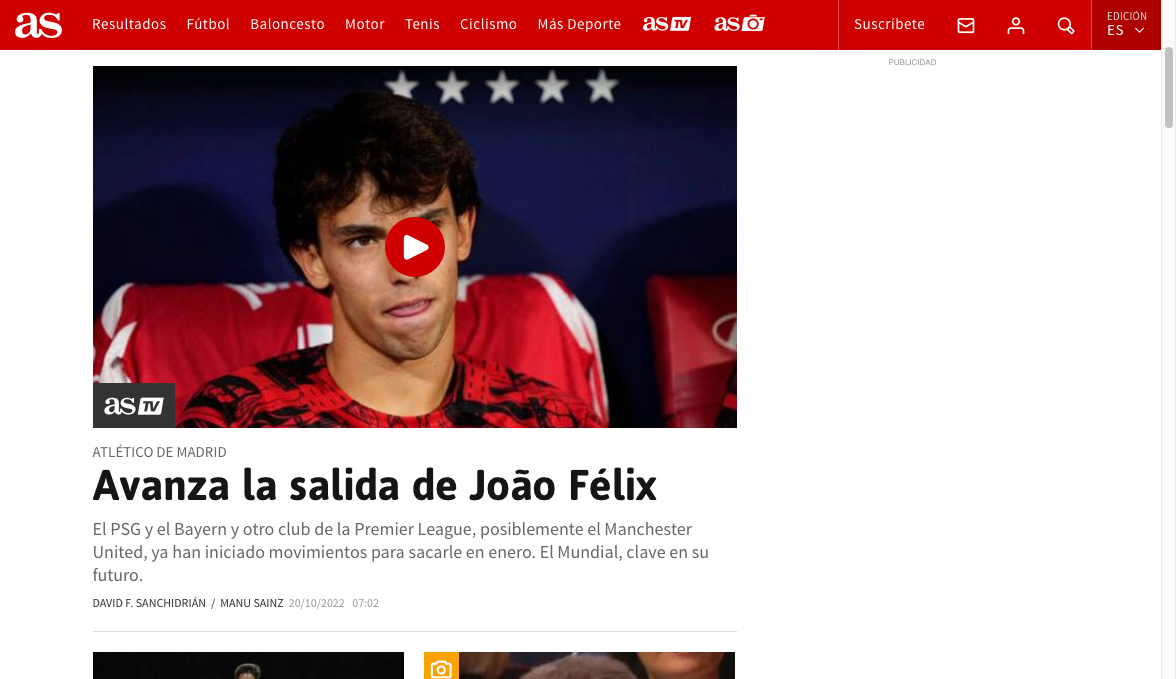 as
Resultados
Fútbol
Baloncesto
Motor
Tenis
Ciclismo
Más Deporte
as TV
as
Suscríbete
EDICIÓN
ES
PUBLICIDAD
as TV
ATLÉTICO DE MADRID
Avanza la salida de João Félix
El PSG y el Bayern y otro club de la Premier League, posiblemente el Manchester
United, ya han iniciado movimientos para sacarle en enero. El Mundial, clave en su
futuro.
DAVID F. SANCHIDRIÁN / MANU SAINZ 20/10/2022 07:02